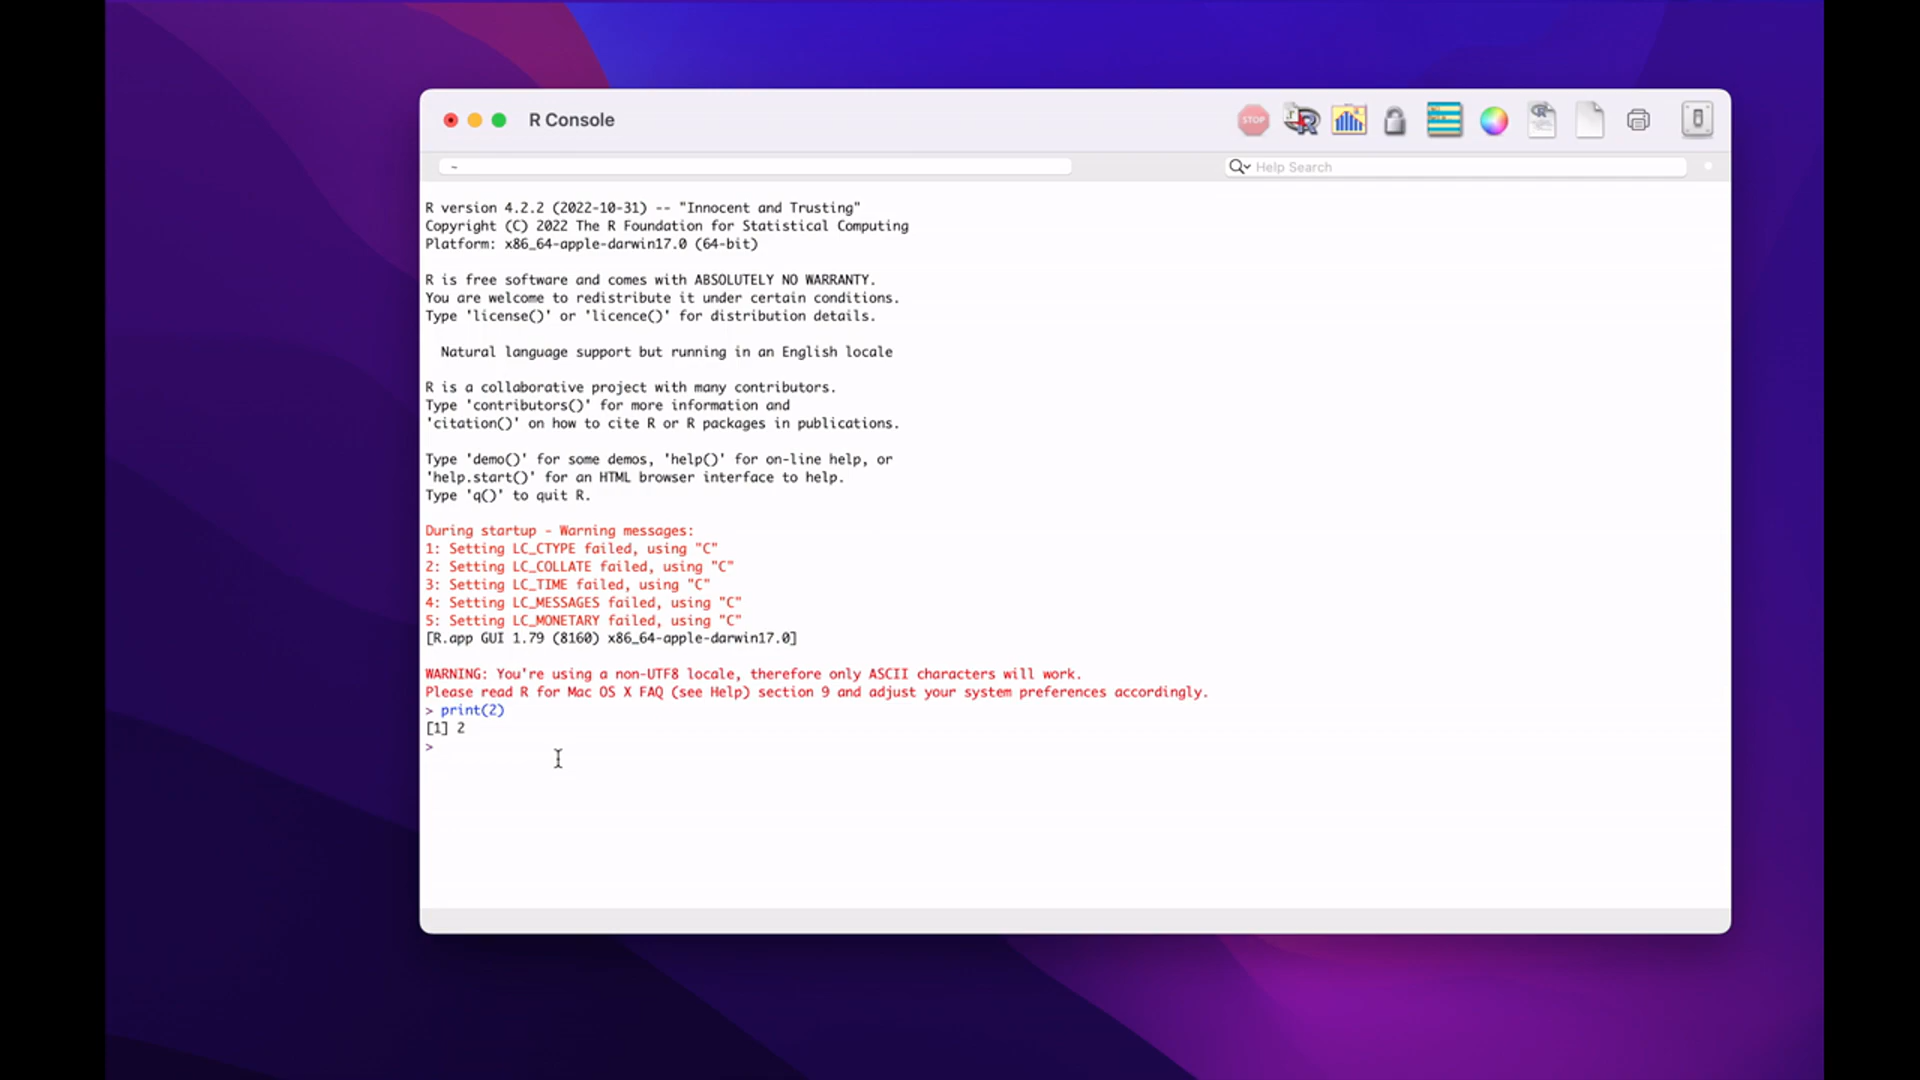 R Console
STOP
~
Help Search
R version 4.2.2 (2022-10-31) -- "Innocent and Trusting"
Copyright (C) 2022 The R Foundation for Statistical Computing
Platform: x86_64-apple-darwin17.0 (64-bit)
R is free software and comes with ABSOLUTELY NO WARRANTY.
You are welcome to redistribute it under certain conditions.
Type 'license()' or 'licence()' for distribution details.
Natural language support but running in an English locale
R is a collaborative project with many contributors.
Type 'contributors()' for more information and
'citation()' on how to cite R or R packages in publications.
Type 'demo()' for some demos, 'help()' for on-line help, or
'help.start()' for an HTML browser interface to help.
Type 'q()' to quit R.
During startup - Warning messages:
1: Setting LC_CTYPE failed, using "C"
2: Setting LC_COLLATE failed, using "C"
3: Setting LC_TIME failed, using "C"
4: Setting LC_MESSAGES failed, using "C"
5: Setting LC_MONETARY failed, using "C"
[R.app GUI 1.79 (8160) x86_64-apple-darwin17.0]
WARNING: You're using a non-UTF8 locale, therefore only ASCII characters will work.
Please read R for Mac OS X FAQ (see Help) section 9 and adjust your system preferences accordingly.
> print(2)
[1] 2
>